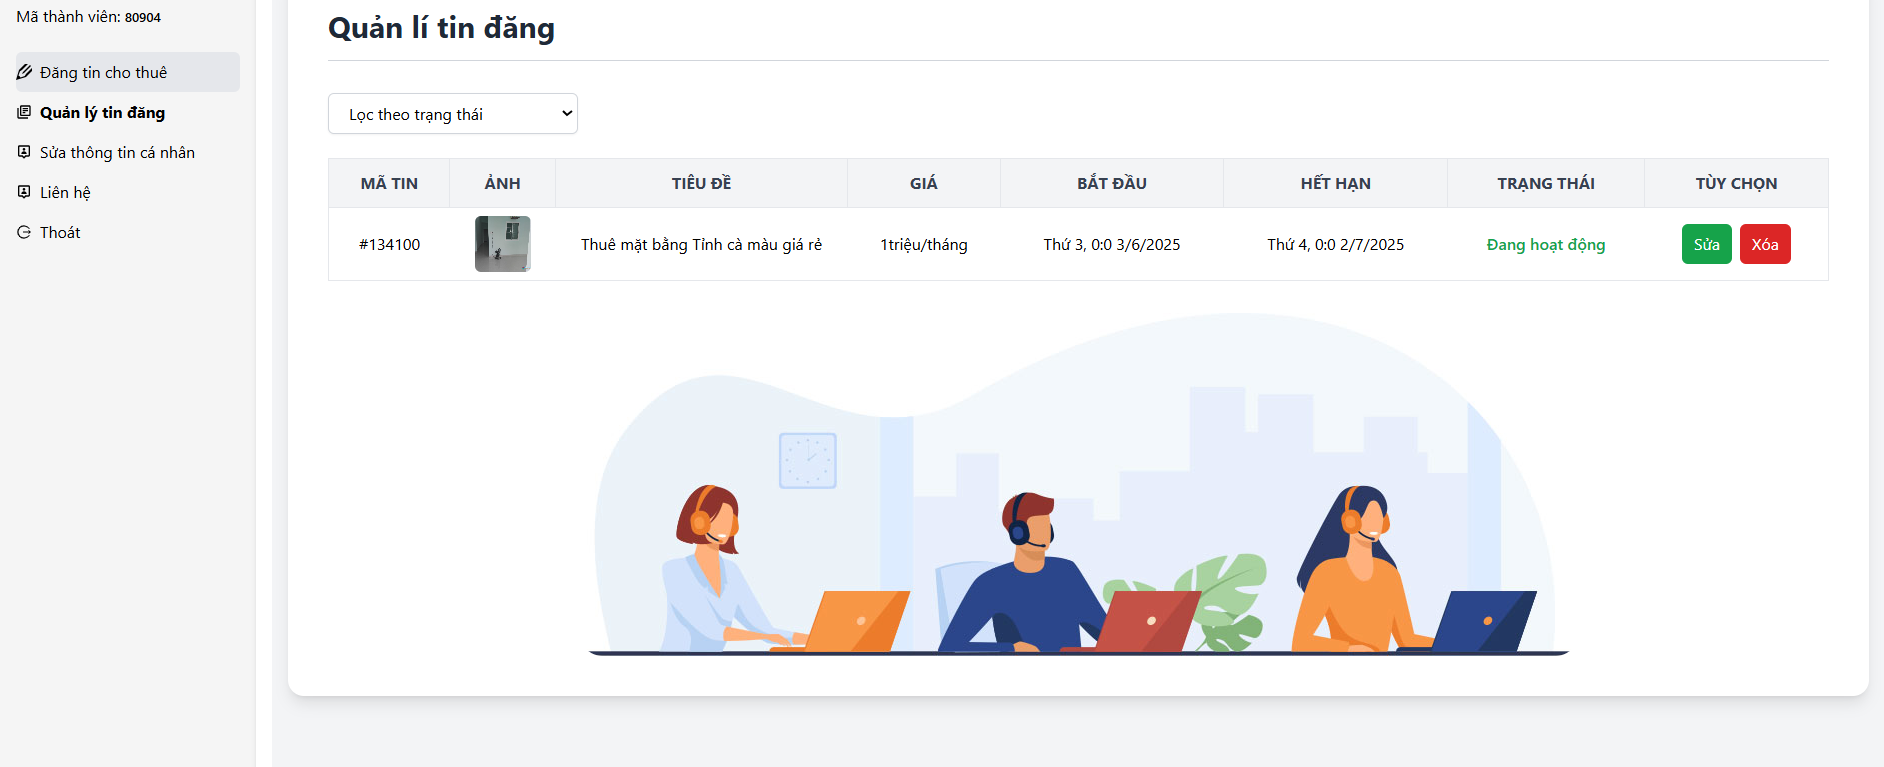 Mã thành viên: 80904
Đăng tin cho thuê
Quản lý tin đăng
Sửa thông tin cá nhân
Liên hệ
Thoát
Quản lí tin đăng
Lọc theo trạng thái
MÃ TIN ẢNH TIÊU ĐỀ GIÁ BẮT ĐẦU HẾT HẠN TRẠNG THÁI TÙY CHỌN
#134100 Thuê mặt bằng Tỉnh cà màu giá rẻ 1triệu/tháng Thứ 3, 0:0 3/6/2025 Thứ 4, 0:0 2/7/2025 Đang hoạt động Sửa Xóa